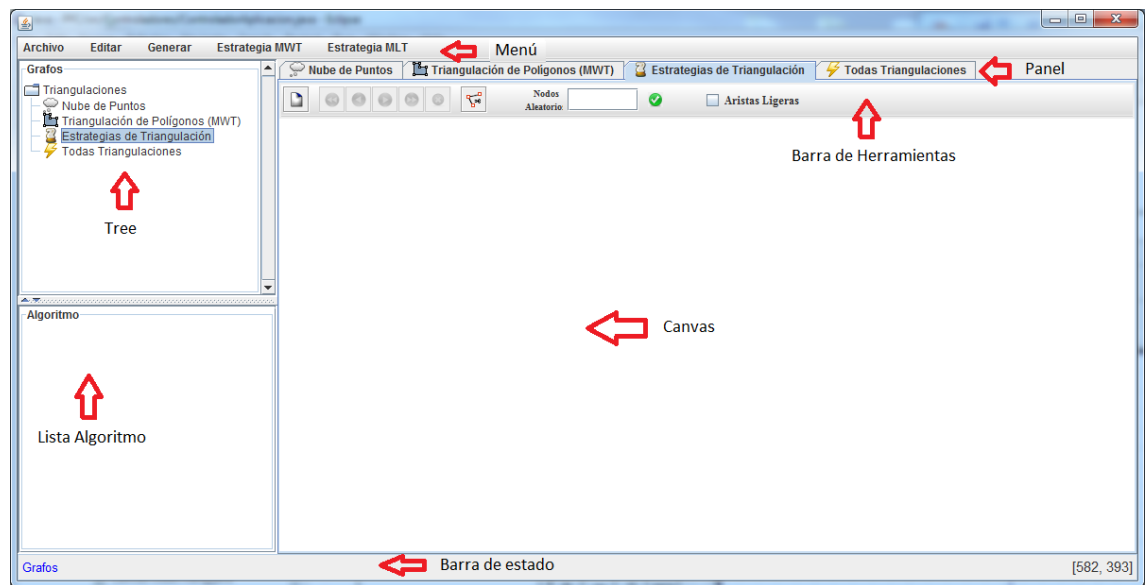 Archivo Editar Generar Estrategia MWT Estrategia MLT Menú
Grafos
Triangulaciones
Nube de Puntos
Triangulación de Polígonos (MWT)
Estrategias de Triangulación
Todas Triangulaciones
Tree
Nube de Puntos Triangulación de Poligonos (MWT) Estrategias de Triangulación Todas Triangulaciones Panel
Nodos
Aleatorio: Aristas Ligeras
Barra de Herramientas
Algoritmo
Lista Algoritmo
Canvas
Grafos Barra de estado [582, 393]